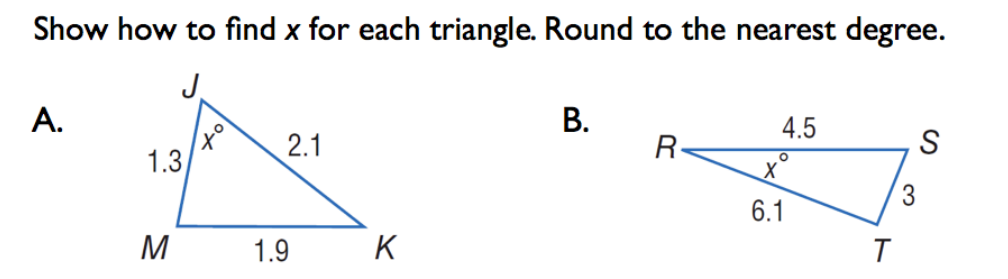 Show how to find x for each triangle. Round to the nearest degree.
A.
J
x°
1.3
2.1
M
1.9
K
B.
R
4.5
S
x°
6.1
3
T